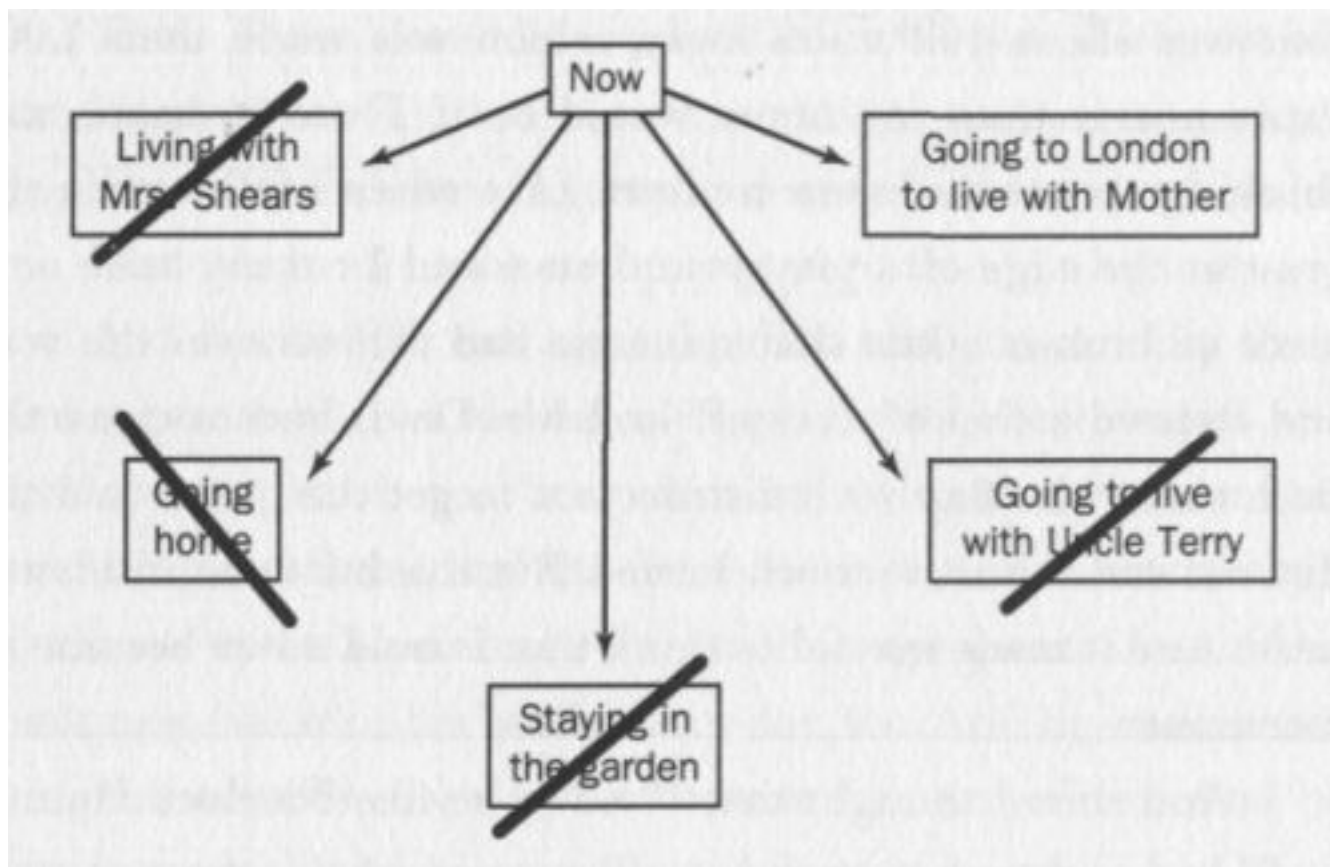 Now
Living with
Mrs. Shears
Going to London
to live with Mother
Going
home
Going to live
with Uncle Terry
Staying in
the garden